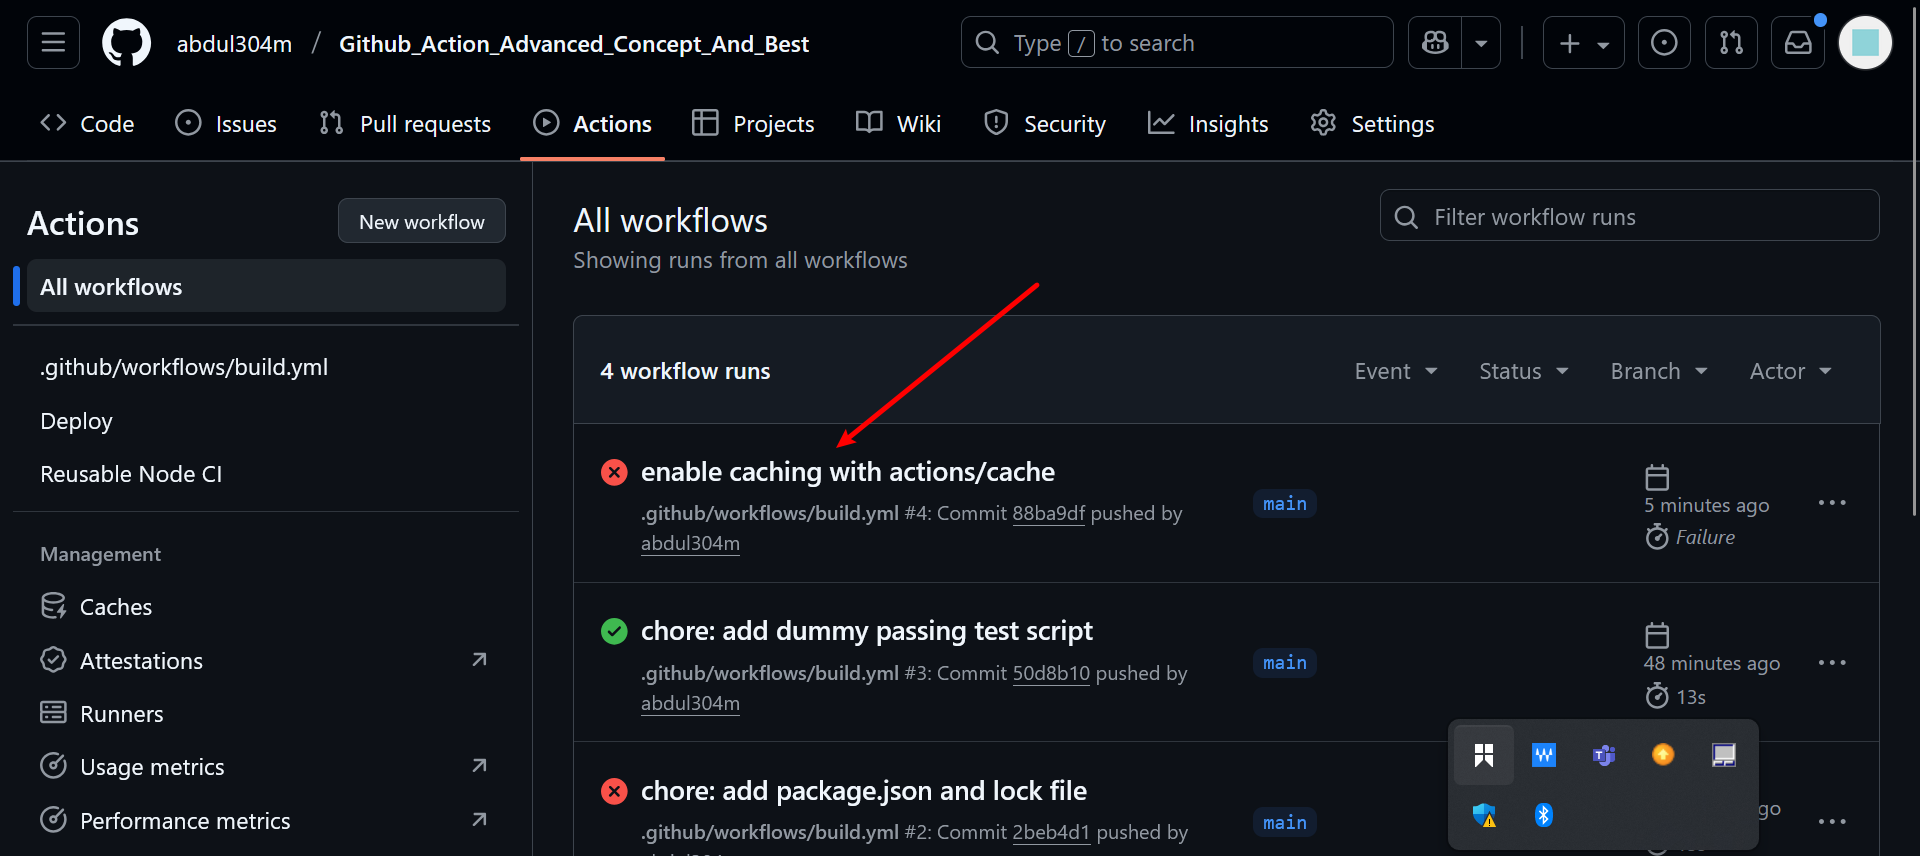 abdul304m / Github_Action_Advanced_Concept_And_Best
Type / to search
Code Issues Pull requests Actions Projects Wiki Security Insights Settings
Actions
New workflow
All workflows
.github/workflows/build.yml
Deploy
Reusable Node CI
Management
Caches
Attestations
Runners
Usage metrics
Performance metrics
All workflows
Showing runs from all workflows
Filter workflow runs
4 workflow runs
Event Status Branch Actor
enable caching with actions/cache
.github/workflows/build.yml #4: Commit 88ba9df pushed by
abdul304m
main
5 minutes ago
Failure
chore: add dummy passing test script
.github/workflows/build.yml #3: Commit 50d8b10 pushed by
abdul304m
main
48 minutes ago
13s
chore: add package.json and lock file
.github/workflows/build.yml #2: Commit 2beb4d1 pushed by
main